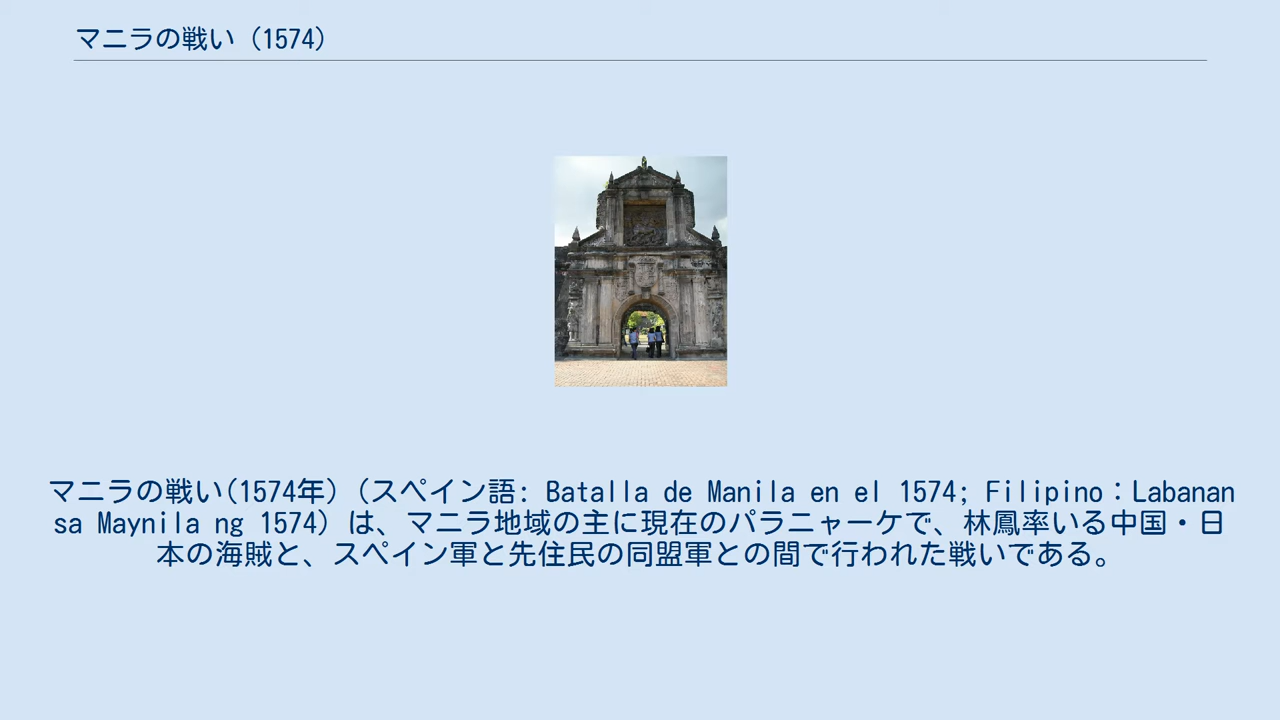 マニラの戦い（1574）
マニラの戦い(1574年）（スペイン語: Batalla de Manila en el 1574; Filipino：Labanan
sa Maynila ng 1574）は、マニラ地域の主に現在のパラニャーケで、林鳳率いる中国・日
本の海賊と、スペイン軍と先住民の同盟軍との間で行われた戦いである。